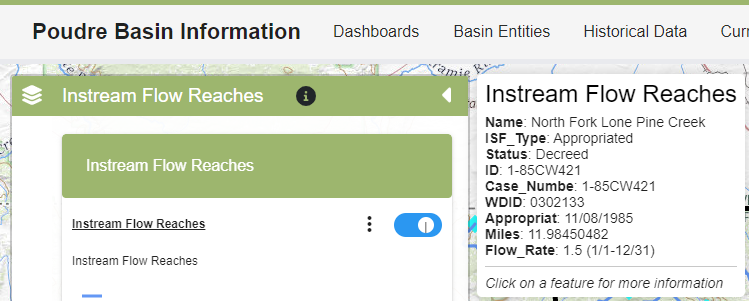 Poudre Basin Information Dashboards Basin Entities Historical Data Curr
Instream Flow Reaches
Instream Flow Reaches
Instream Flow Reaches
Instream Flow Reaches
Instream Flow Reaches
Name: North Fork Lone Pine Creek
ISF_Type: Appropriated
Status: Decreed
ID: 1-85CW421
Case_Numbe: 1-85CW421
WDID: 0302133
Appropriat: 11/08/1985
Miles: 11.98450482
Flow_Rate: 1.5 (1/1-12/31)
Click on a feature for more information